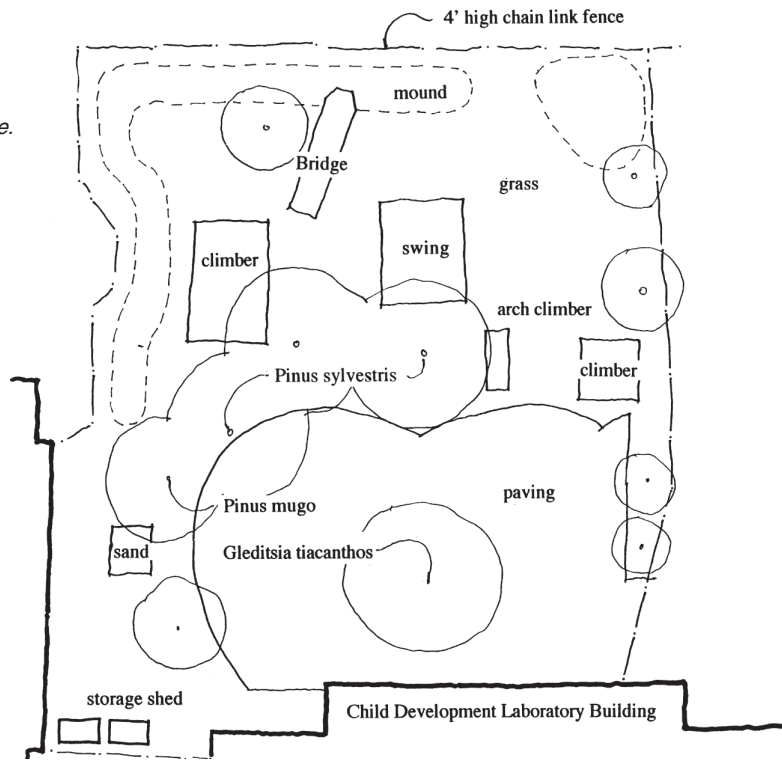 4' high chain link fence
e.
mound
Bridge
grass
climber
swing
arch climber
Pinus sylvestris
climber
paving
Pinus mugo
sand
Gleditsia tiacanthos
storage shed
Child Development Laboratory Building